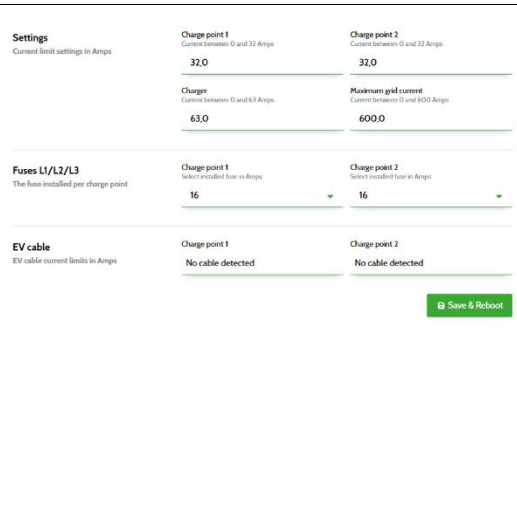 Settings
Current limit settings in Amps
Charge point 1
Current between 0 and 32 Amps
32,0
Charge point 2
Current between 0 and 32 Amps
32,0
Charger
Current between 0 and 63 Amps
63,0
Maximum grid current
Current between 0 and 600 Amps
600,0
Fuses L1/L2/L3
The fuse installed per charge point
Charge point 1
Select installed fuse in Amps
16
Charge point 2
Select installed fuse in Amps
16
EV cable
EV cable current limits in Amps
Charge point 1
No cable detected
Charge point 2
No cable detected
Save & Reboot